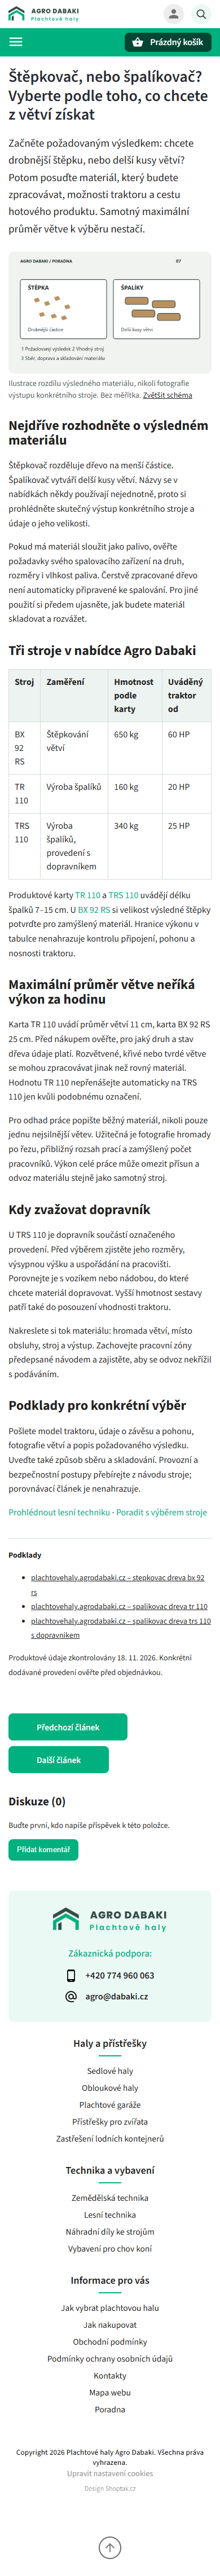 AGRO DABAKI
Plachtové haly
Prázdný košík
Štěpkovač, nebo špalíkovač?
Vyberte podle toho, co chcete
z větví získat
Začněte požadovaným výsledkem: chcete
drobnější štěpku, nebo delší kusy větví?
Potom posuďte materiál, který budete
zpracovávat, možnosti traktoru a cestu
hotového produktu. Samotný maximální
průměr větve k výběru nestačí.
AGRO DABAKI / PORADNA 07
ŠTĚPKA
Drobnější částice
ŠPALÍKY
Delší kusy větví
1 Požadovaný výsledek 2 Vhodný stroj
3 Sběr, doprava a skladování materiálu
Ilustrace rozdílu výsledného materiálu, nikoli fotografie
výstupu konkrétního stroje. Bez měřítka. Zvětšit schéma
Nejdříve rozhodněte o výsledném
materiálu
Štěpkovač rozděluje dřevo na menší částice.
Špalíkovač vytváří delší kusy větví. Názvy se v
nabídkách někdy používají nejednotně, proto si
prohlédněte skutečný výstup konkrétního stroje a
údaje o jeho velikosti.
Pokud má materiál sloužit jako palivo, ověřte
požadavky svého spalovacího zařízení na druh,
rozměry i vlhkost paliva. Čerstvě zpracované dřevo
není automaticky připravené ke spalování. Pro jiné
použití si předem ujasněte, jak budete materiál
skladovat a rozvážet.
Tři stroje v nabídce Agro Dabaki
Stroj Zaměření Hmotnost podle karty Uváděný traktor od
BX 92 RS Štěpkování větví 650 kg 60 HP
TR 110 Výroba špalíků 160 kg 20 HP
TRS 110 Výroba špalíků, provedení s dopravníkem 340 kg 25 HP
Produktové karty TR 110 a TRS 110 uvádějí délku
špalků 7–15 cm. U BX 92 RS si velikost výsledné štěpky
potvrďte pro zamýšlený materiál. Hranice výkonu v
tabulce nenahrazuje kontrolu připojení, pohonu a
nosnosti traktoru.
Maximální průměr větve neříká
výkon za hodinu
Karta TR 110 uvádí průměr větví 11 cm, karta BX 92 RS
25 cm. Před nákupem ověřte, pro jaký druh a stav
dřeva údaje platí. Rozvětvené, křivé nebo tvrdé větve
se mohou zpracovávat jinak než rovný materiál.
Hodnotu TR 110 nepřenášejte automaticky na TRS
110 jen kvůli podobnému označení.
Pro odhad práce popište běžný materiál, nikoli pouze
jednu nejsilnější větev. Užitečná je fotografie hromady
po řezu, přibližný rozsah prací a zamýšlený počet
pracovníků. Výkon celé práce může omezit přísun a
odvoz materiálu stejně jako samotný stroj.
Kdy zvažovat dopravník
U TRS 110 je dopravník součástí označeného
provedení. Před výběrem zjistěte jeho rozměry,
výsypnou výšku a uspořádání na pracovišti.
Porovnejte je s vozíkem nebo nádobou, do které
chcete materiál dopravovat. Vyšší hmotnost sestavy
patří také do posouzení vhodnosti traktoru.
Nakreslete si tok materiálu: hromada větví, místo
obsluhy, stroj a výstup. Zachovejte pracovní zóny
předepsané návodem a zajistěte, aby se odvoz nekřížil
s podáváním.
Podklady pro konkrétní výběr
Pošlete model traktoru, údaje o závěsu a pohonu,
fotografie větví a popis požadovaného výsledku.
Uveďte také způsob sběru a skladování. Provozní a
bezpečnostní postupy přebírejte z návodu stroje;
porovnávací článek je nenahrazuje.
Prohlédnout lesní techniku · Poradit s výběrem stroje
Podklady
plachtovehaly.agrodabaki.cz – stepkovac dreva bx 92
rs
plachtovehaly.agrodabaki.cz – spalikovac dreva tr 110
plachtovehaly.agrodabaki.cz – spalikovac dreva trs 110
s dopravnikem
Produktové údaje zkontrolovány 18. 11. 2026. Konkrétní
dodávané provedení ověřte před objednávkou.
Předchozí článek
Další článek
Diskuze (0)
Buďte první, kdo napíše příspěvek k této položce.
Přidat komentář
AGRO DABAKI
Plachtové haly
Zákaznická podpora:
+420 774 960 063
agro@dabaki.cz
Haly a přístřešky
Sedlové haly
Obloukové haly
Plachtové garáže
Přístřešky pro zvířata
Zastřešení lodních kontejnerů
Technika a vybavení
Zemědělská technika
Lesní technika
Náhradní díly ke strojům
Vybavení pro chov koní
Informace pro vás
Jak vybrat plachtovou halu
Jak nakupovat
Obchodní podmínky
Podmínky ochrany osobních údajů
Kontakty
Mapa webu
Poradna
Copyright 2026 Plachtové haly Agro Dabaki. Všechna práva
vyhrazena.
Upravit nastavení cookies
Design Shoptak.cz